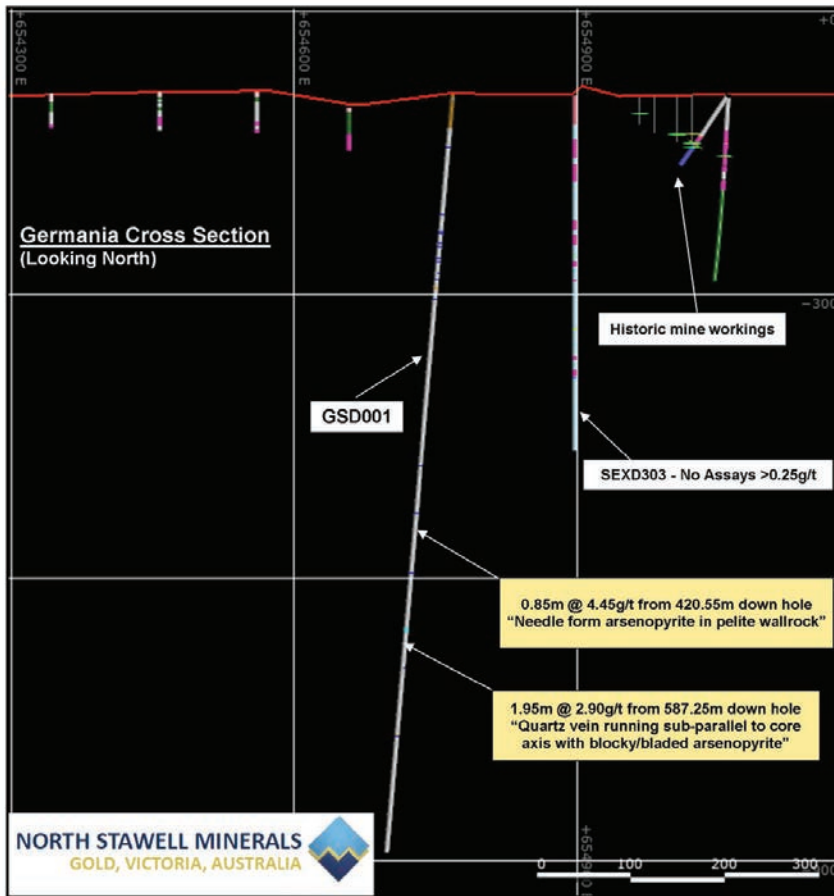 +654300 E
+654600 E
+654900 E
+0
Germania Cross Section
(Looking North)
-300
Historic mine workings
GSD001
SEXD303 - No Assays >0.25g/t
0.85m @ 4.45g/t from 420.55m down hole
“Needle form arsenopyrite in pelite wallrock”
1.95m @ 2.90g/t from 587.25m down hole
“Quartz vein running sub-parallel to core
axis with blocky/bladed arsenopyrite”
NORTH STAWELL MINERALS
GOLD, VICTORIA, AUSTRALIA
0 100 200 300